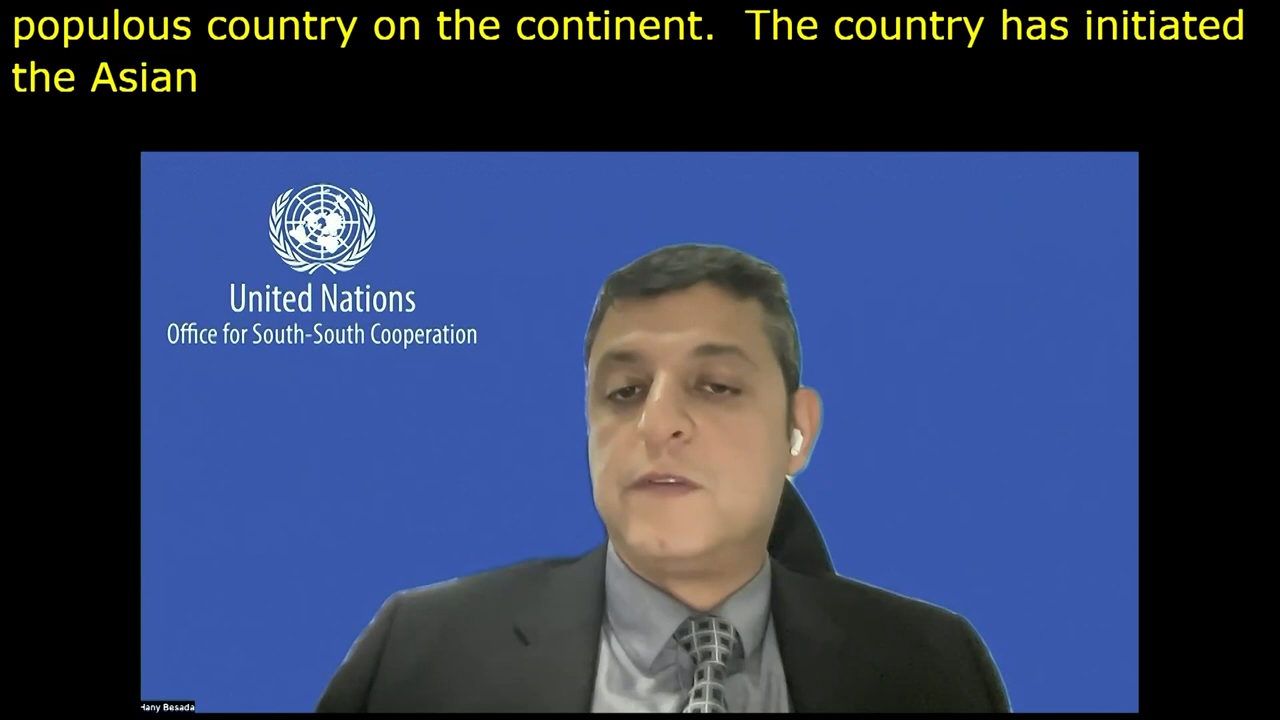 populous country on the continent.  The country has initiated
the Asian
United Nations
Office for South-South Cooperation
Hany Besada